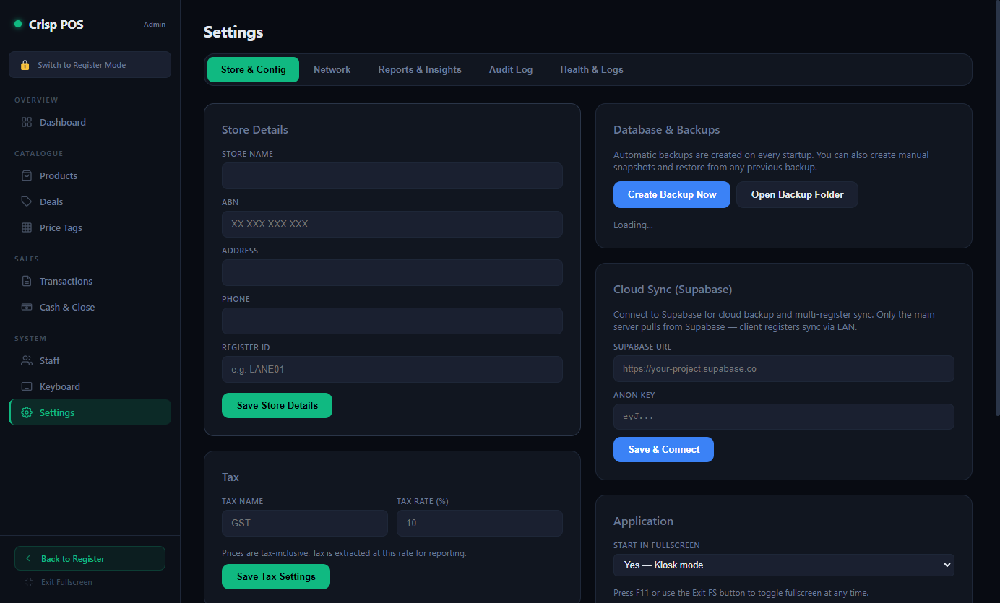 Crisp POS
Admin
Switch to Register Mode
OVERVIEW
Dashboard
CATALOGUE
Products
Deals
Price Tags
SALES
Transactions
Cash & Close
SYSTEM
Staff
Keyboard
Settings
Back to Register
Exit Fullscreen
Settings
Store & Config
Network
Reports & Insights
Audit Log
Health & Logs
Store Details
STORE NAME
ABN
XX XXX XXX XXX
ADDRESS
PHONE
REGISTER ID
e.g. LANE01
Save Store Details
Tax
TAX NAME
TAX RATE (%)
GST
10
Prices are tax-inclusive. Tax is extracted at this rate for reporting.
Save Tax Settings
Database & Backups
Automatic backups are created on every startup. You can also create manual
snapshots and restore from any previous backup.
Create Backup Now
Open Backup Folder
Loading...
Cloud Sync (Supabase)
Connect to Supabase for cloud backup and multi-register sync. Only the main
server pulls from Supabase — client registers sync via LAN.
SUPABASE URL
https://your-project.supabase.co
ANON KEY
eyJ...
Save & Connect
Application
START IN FULLSCREEN
Yes — Kiosk mode
Press F11 or use the Exit FS button to toggle fullscreen at any time.